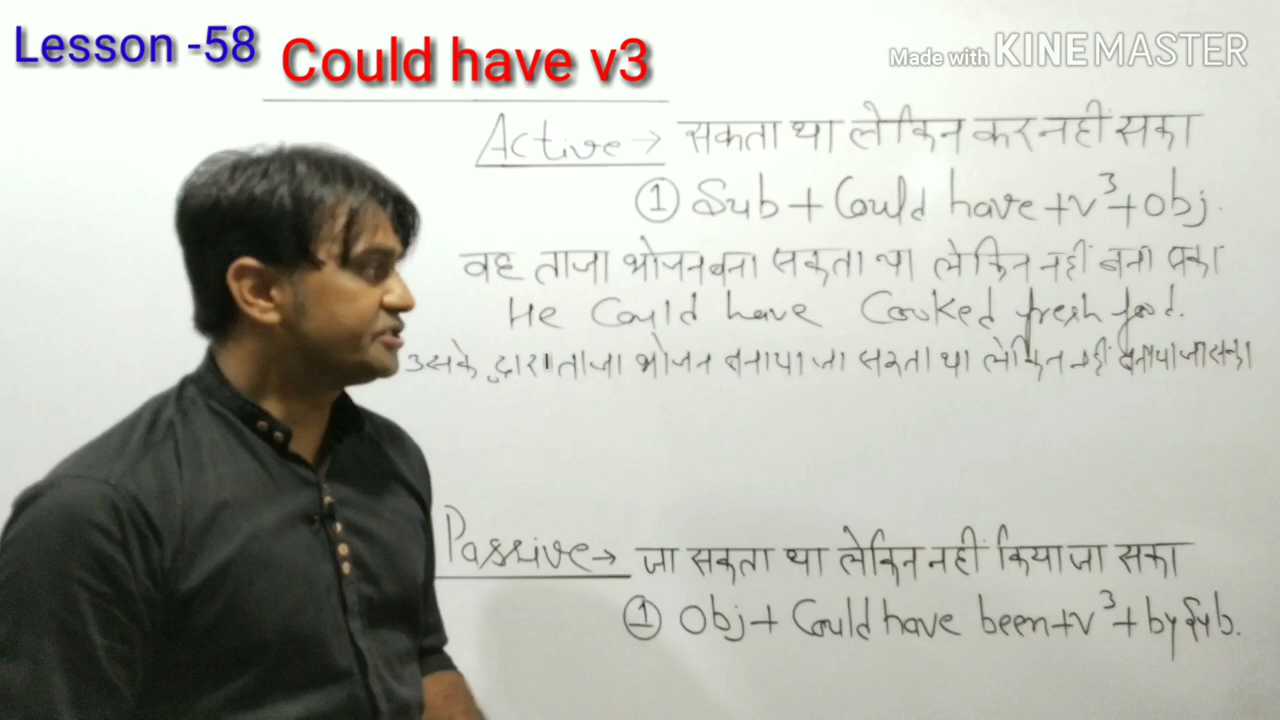 Lesson -58
Could have v3
Made with KINEMASTER
Active → सकता था लेकिन कर नहीं सका
① Sub + Could have + v³ + obj.
वह ताजा भोजन बना सकता था लेकिन नहीं बना सका
He Could have Cooked fresh food.
उसके द्वारा ताजा भोजन बनाया जा सकता था लेकिन नहीं बनाया जा सका
Passive → जा सकता था लेकिन नहीं किया जा सका
① Obj + Could have been + v³ + by Sub.